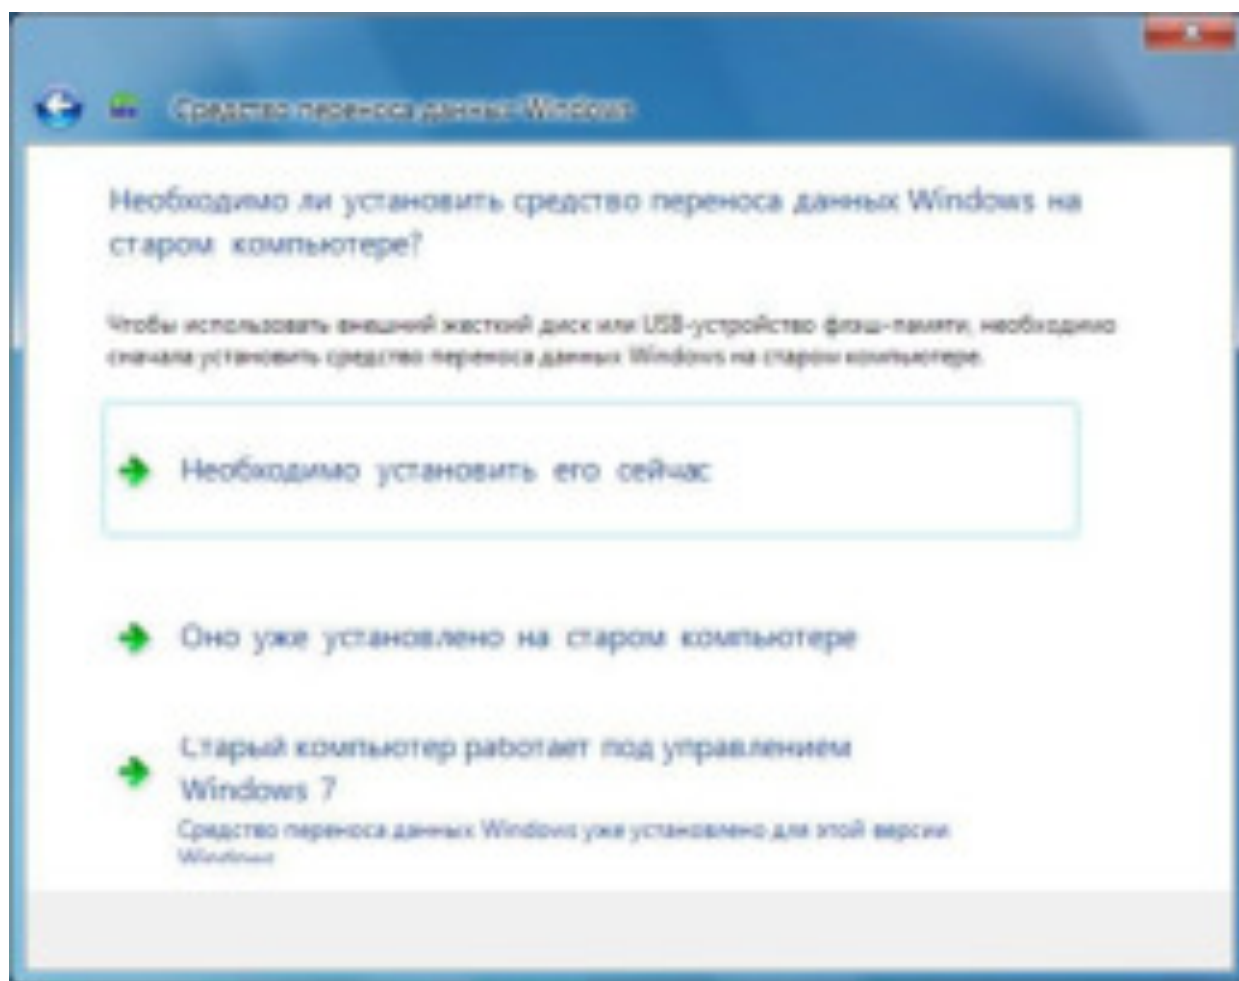 Средство переноса данных Windows
Необходимо ли установить средство переноса данных Windows на
старом компьютере?
Чтобы использовать внешний жесткий диск или USB-устройство флэш-памяти, необходимо
сначала установить средство переноса данных Windows на старом компьютере.
Необходимо установить его сейчас
Оно уже установлено на старом компьютере
Старый компьютер работает под управлением
Windows 7
Средство переноса данных Windows уже установлено для этой версии
Windows